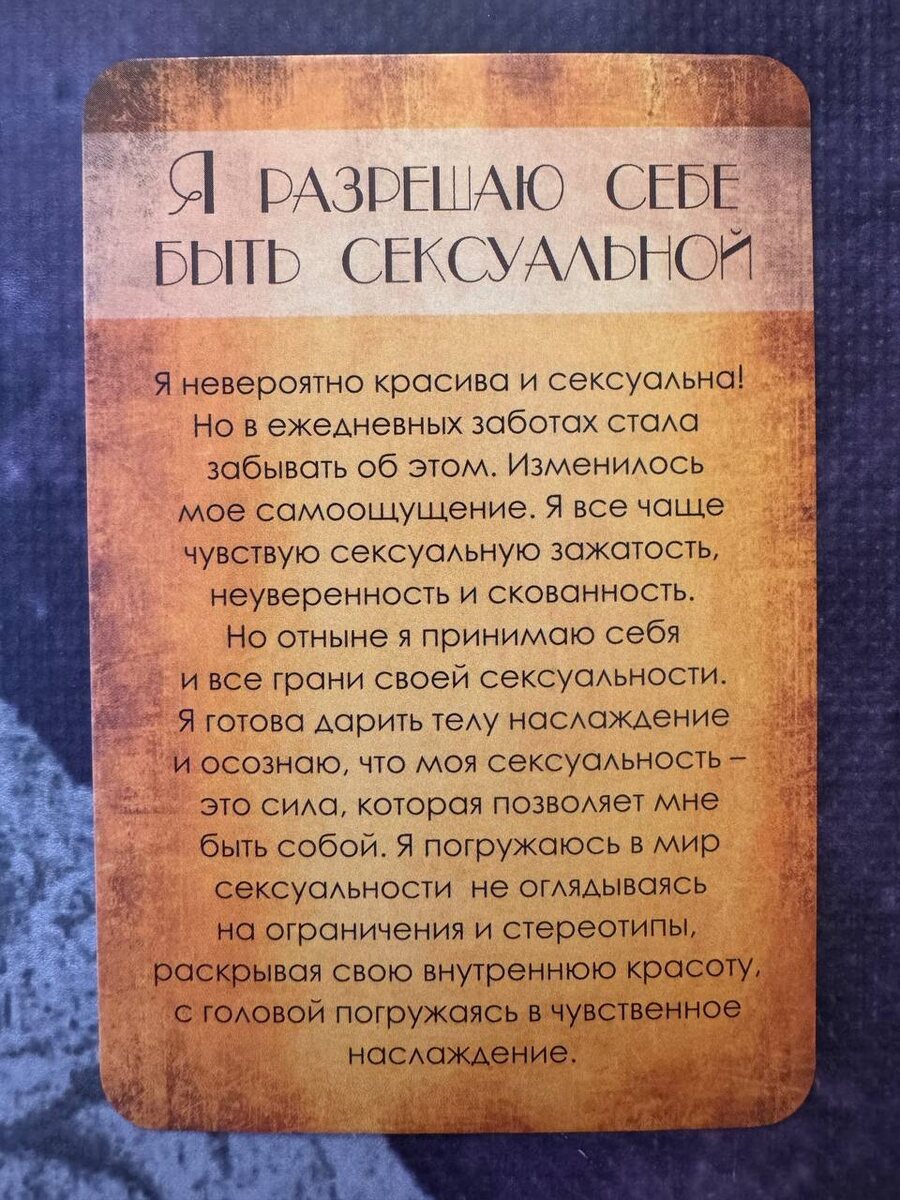 Я РАЗРЕШАЮ СЕБЕ
БЫТЬ СЕКСУАЛЬНОЙ
Я невероятно красива и сексуальна!
Но в ежедневных заботах стала
забывать об этом. Изменилось
мое самоощущение. Я все чаще
чувствую сексуальную зажатость,
неуверенность и скованность.
Но отныне я принимаю себя
и все грани своей сексуальности.
Я готова дарить телу наслаждение
и осознаю, что моя сексуальность –
это сила, которая позволяет мне
быть собой. Я погружаюсь в мир
сексуальности не оглядываясь
на ограничения и стереотипы,
раскрывая свою внутреннюю красоту,
с головой погружаясь в чувственное
наслаждение.